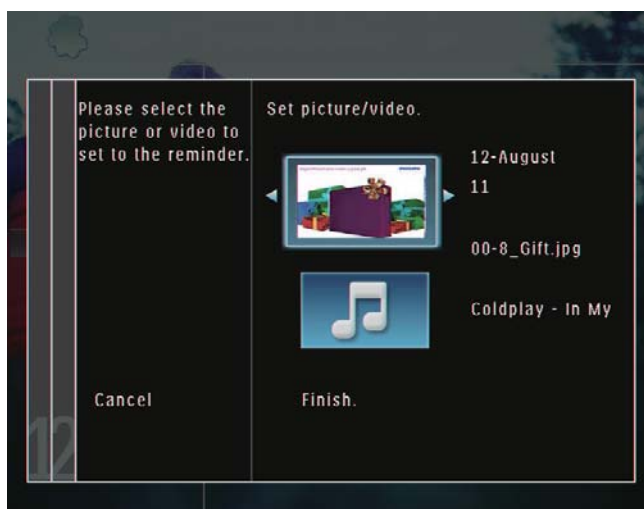 Please select the
picture or video to
set to the reminder.
Set picture/video.
12-August
11
00-8_Gift.jpg
Coldplay - In My
Cancel
Finish.
12